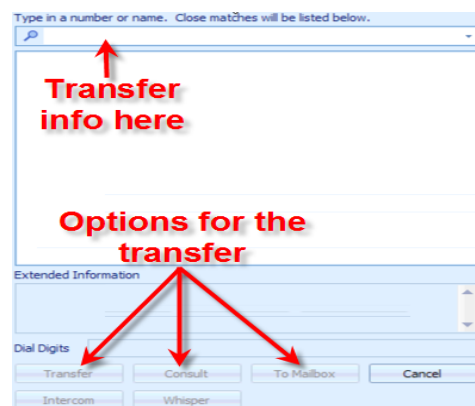 Type in a number or name. Close matches will be listed below.
Transfer
info here
Options for the
transfer
Extended Information
Dial Digits
Transfer Consult To Mailbox Cancel
Intercom Whisper